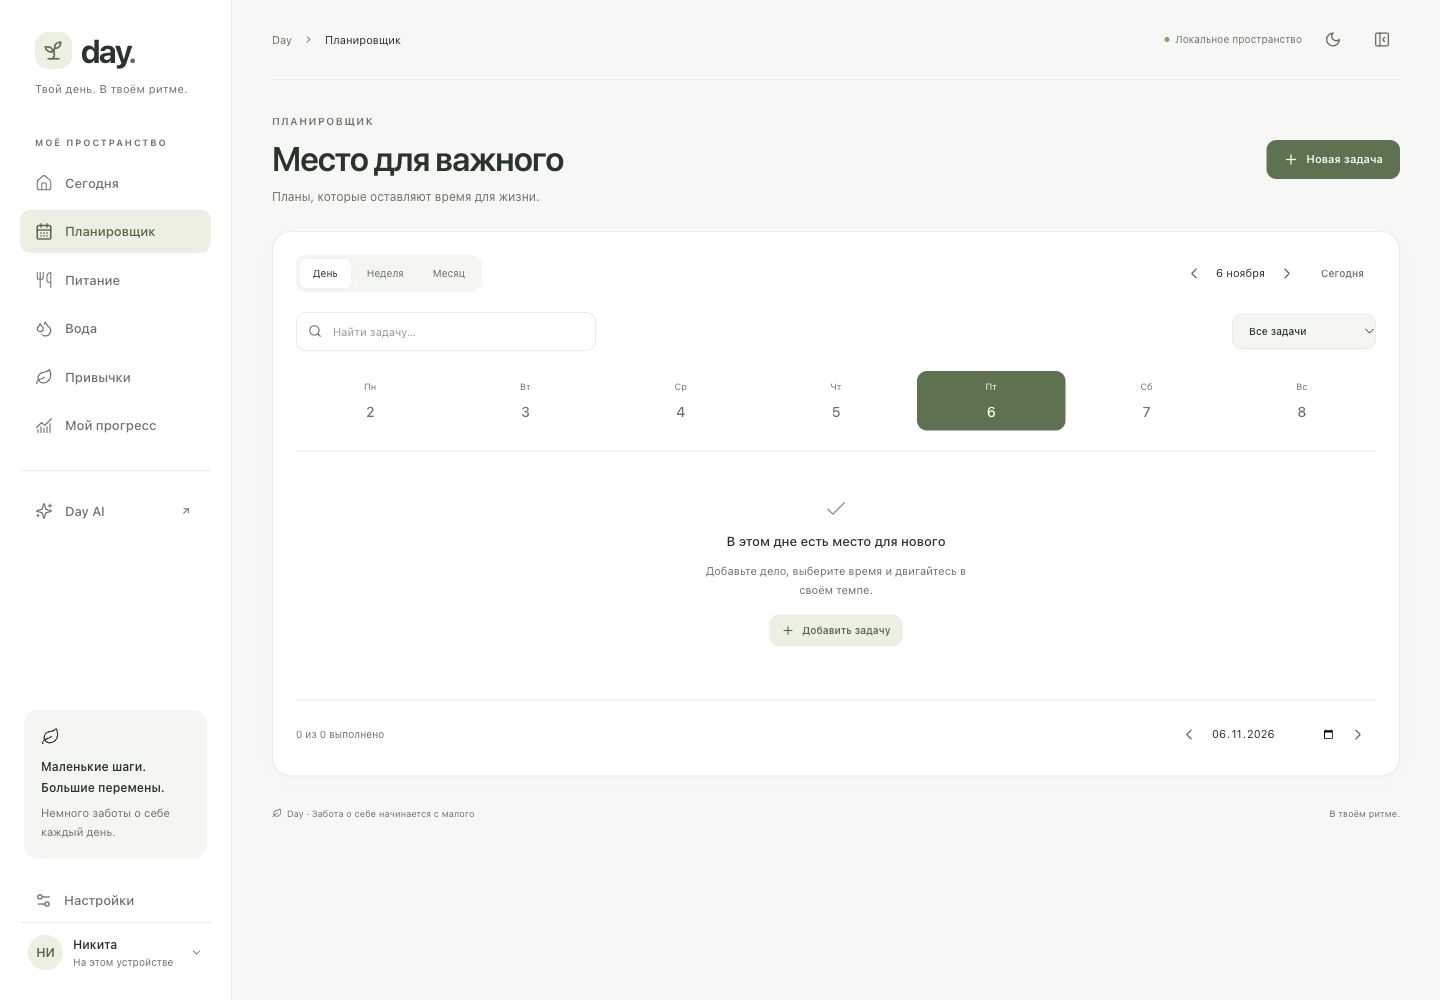 day.
Твой день. В твоём ритме.
МОЁ ПРОСТРАНСТВО
Сегодня
Планировщик
Питание
Вода
Привычки
Мой прогресс
Day AI
Маленькие шаги.
Большие перемены.
Немного заботы о себе
каждый день.
Настройки
НИ
Никита
На этом устройстве
Day
Планировщик
Локальное пространство
ПЛАНИРОВЩИК
Место для важного
Планы, которые оставляют время для жизни.
Новая задача
День
Неделя
Месяц
6 ноября
Сегодня
Найти задачу...
Все задачи
Пн
2
Вт
3
Ср
4
Чт
5
Пт
6
Сб
7
Вс
8
В этом дне есть место для нового
Добавьте дело, выберите время и двигайтесь в
своём темпе.
Добавить задачу
0 из 0 выполнено
06.11.2026
Day · Забота о себе начинается с малого
В твоём ритме.